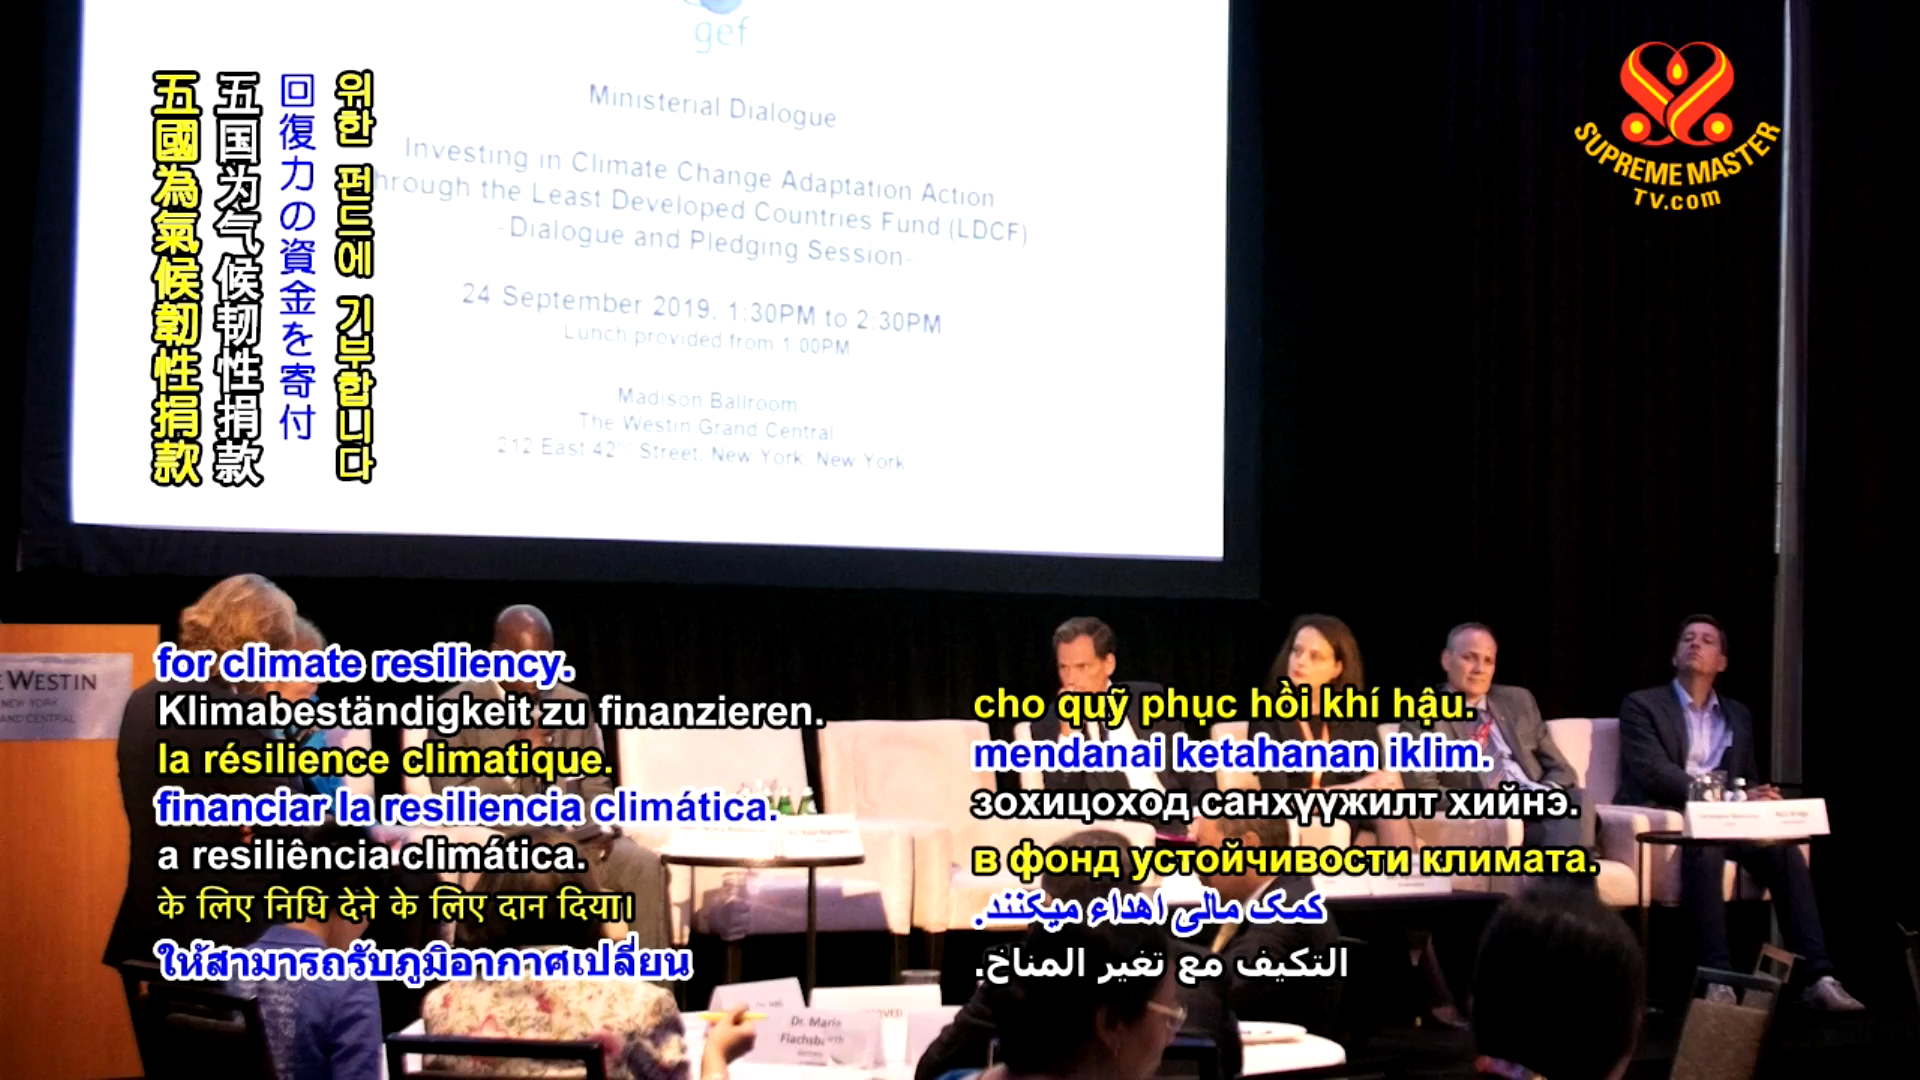 gef
Ministerial Dialogue
Investing in Climate Change Adaptation Action
hrough the Least Developed Countries Fund (LDCF)
-Dialogue and Pledging Session-
24 September 2019, 1:30PM to 2:30PM
Lunch provided from 1:00PM
Madison Ballroom
The Westin Grand Central
212 East 42nd Street, New York, New York
SUPREME MASTER
TV.com
위한 펀드에 기부합니다
回復力の資金を寄付
五国为气候韧性捐款
五國為氣候韌性捐款
E WESTIN
NEW YORK
AND CENTRAL
for climate resiliency.
Klimabeständigkeit zu finanzieren.
la résilience climatique.
financiar la resiliencia climática.
a resiliência climática.
के लिए निधि देने के लिए दान दिया।
ให้สามารถรับภูมิอากาศเปลี่ยน
cho quỹ phục hồi khí hậu.
mendanai ketahanan iklim.
зохицоход санхүүжилт хийнэ.
в фонд устойчивости климата.
کمک مالی اهداء میکنند.
التكيف مع تغير المناخ.
Dr. Maria
Flachsbarth
Germany